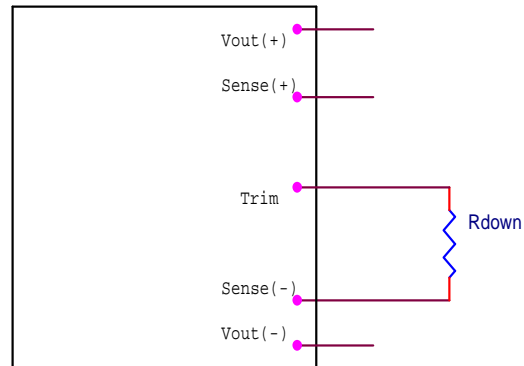 Vout(+)
Sense(+)
Trim
Rdown
Sense(-)
Vout(-)